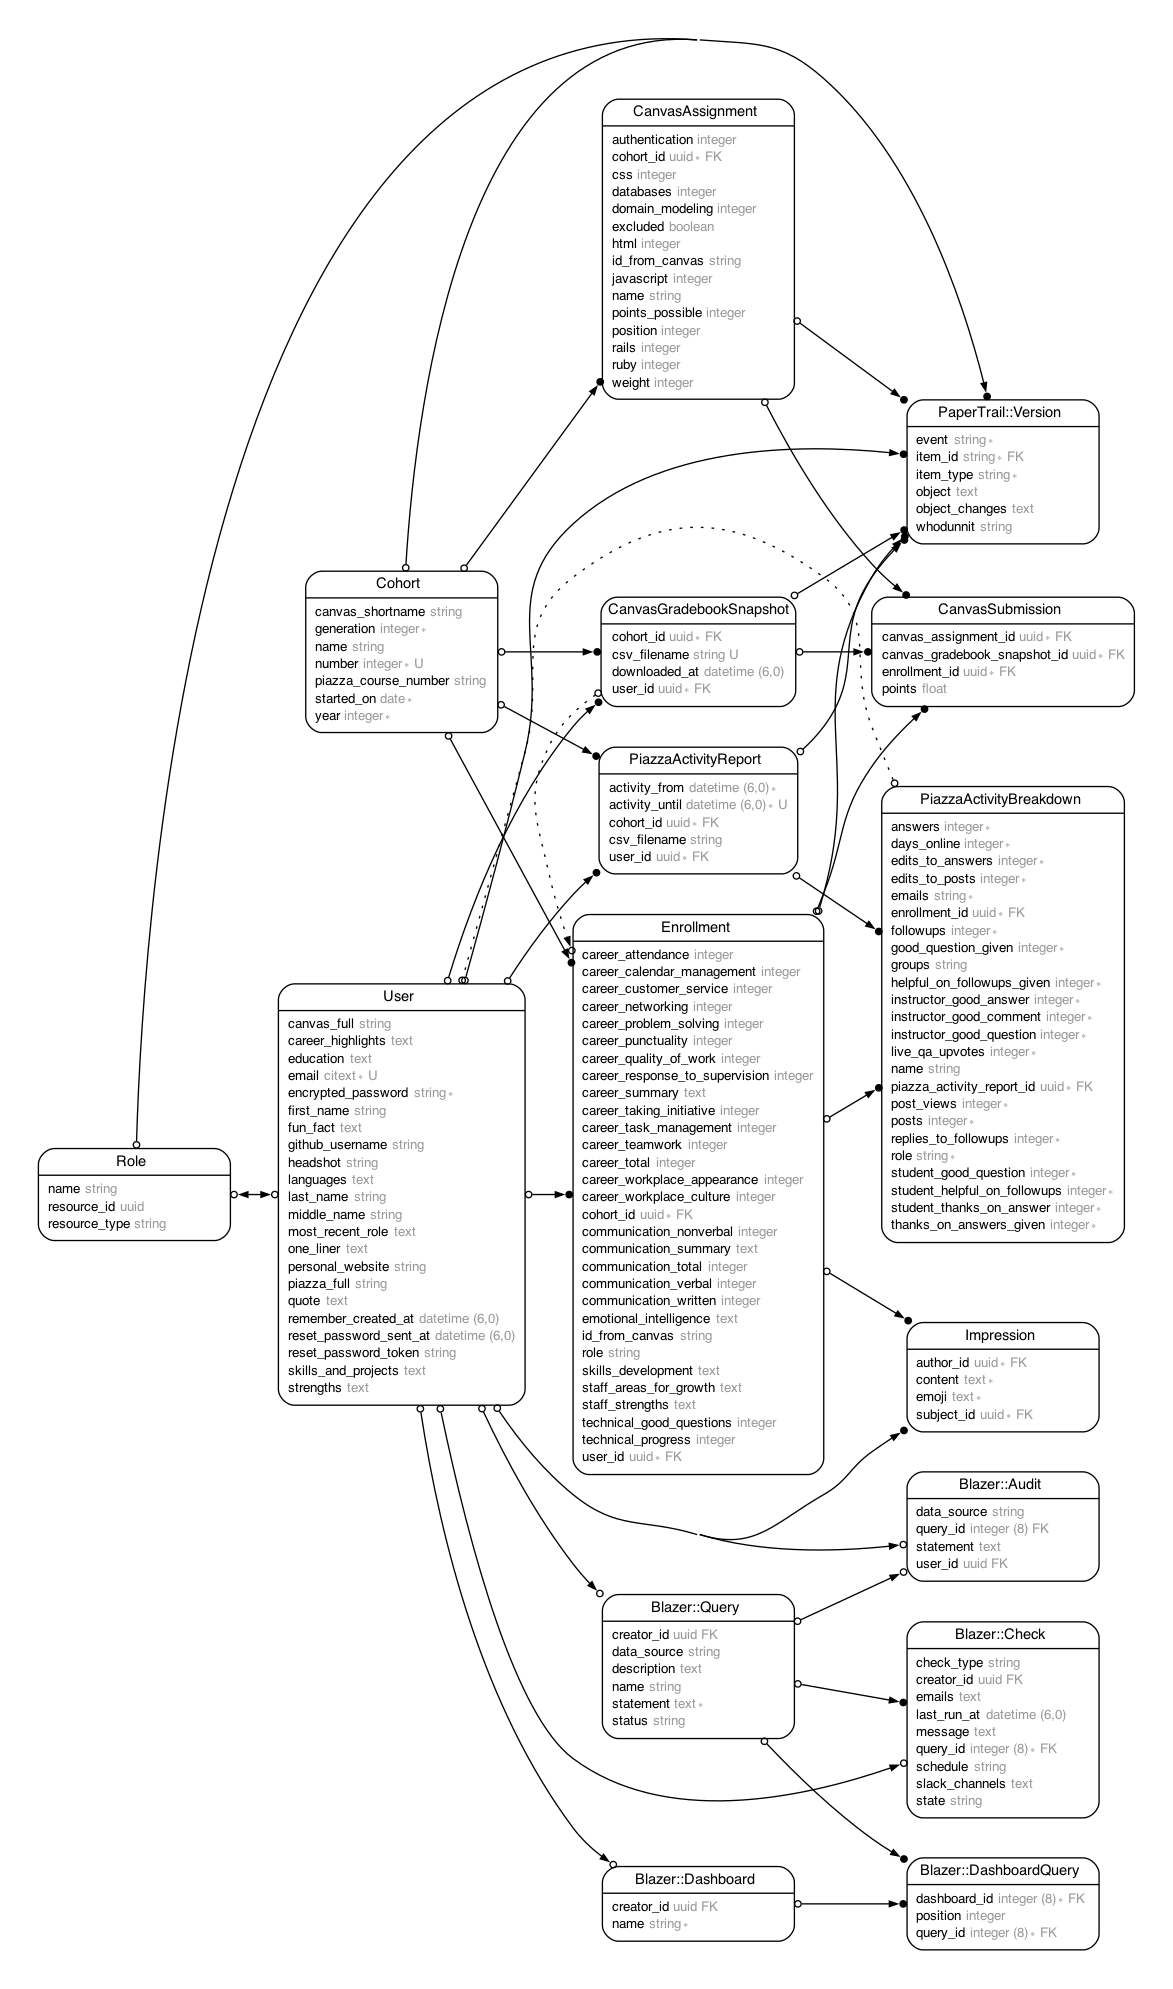 CanvasAssignment
authentication integer
cohort_id uuid∗ FK
css integer
databases integer
domain_modeling integer
excluded boolean
html integer
id_from_canvas string
javascript integer
name string
points_possible integer
position integer
rails integer
ruby integer
weight integer
PaperTrail::Version
event string∗
item_id string∗ FK
item_type string∗
object text
object_changes text
whodunnit string
Cohort
canvas_shortname string
generation integer∗
name string
number integer∗ U
piazza_course_number string
started_on date∗
year integer∗
CanvasGradebookSnapshot
cohort_id uuid∗ FK
csv_filename string U
downloaded_at datetime (6,0)
user_id uuid∗ FK
CanvasSubmission
canvas_assignment_id uuid∗ FK
canvas_gradebook_snapshot_id uuid∗ FK
enrollment_id uuid∗ FK
points float
PiazzaActivityReport
activity_from datetime (6,0)∗
activity_until datetime (6,0)∗ U
cohort_id uuid∗ FK
csv_filename string
user_id uuid∗ FK
PiazzaActivityBreakdown
answers integer∗
days_online integer∗
edits_to_answers integer∗
edits_to_posts integer∗
emails string∗
enrollment_id uuid∗ FK
followups integer∗
good_question_given integer∗
groups string
helpful_on_followups_given integer∗
instructor_good_answer integer∗
instructor_good_comment integer∗
instructor_good_question integer∗
live_qa_upvotes integer∗
name string
piazza_activity_report_id uuid∗ FK
post_views integer∗
posts integer∗
replies_to_followups integer∗
role string∗
student_good_question integer∗
student_helpful_on_followups integer∗
student_thanks_on_answer integer∗
thanks_on_answers_given integer∗
Enrollment
career_attendance integer
career_calendar_management integer
career_customer_service integer
career_networking integer
career_problem_solving integer
career_punctuality integer
career_quality_of_work integer
career_response_to_supervision integer
career_summary text
career_taking_initiative integer
career_task_management integer
career_teamwork integer
career_total integer
career_workplace_appearance integer
career_workplace_culture integer
cohort_id uuid∗ FK
communication_nonverbal integer
communication_summary text
communication_total integer
communication_verbal integer
communication_written integer
emotional_intelligence text
id_from_canvas string
role string
skills_development text
staff_areas_for_growth text
staff_strengths text
technical_good_questions integer
technical_progress integer
user_id uuid∗ FK
User
canvas_full string
career_highlights text
education text
email citext∗ U
encrypted_password string∗
first_name string
fun_fact text
github_username string
headshot string
languages text
last_name string
middle_name string
most_recent_role text
one_liner text
personal_website string
piazza_full string
quote text
remember_created_at datetime (6,0)
reset_password_sent_at datetime (6,0)
reset_password_token string
skills_and_projects text
strengths text
Role
name string
resource_id uuid
resource_type string
Impression
author_id uuid∗ FK
content text∗
emoji text∗
subject_id uuid∗ FK
Blazer::Audit
data_source string
query_id integer (8) FK
statement text
user_id uuid FK
Blazer::Query
creator_id uuid FK
data_source string
description text
name string
statement text∗
status string
Blazer::Check
check_type string
creator_id uuid FK
emails text
last_run_at datetime (6,0)
message text
query_id integer (8)∗ FK
schedule string
slack_channels text
state string
Blazer::Dashboard
creator_id uuid FK
name string∗
Blazer::DashboardQuery
dashboard_id integer (8)∗ FK
position integer
query_id integer (8)∗ FK